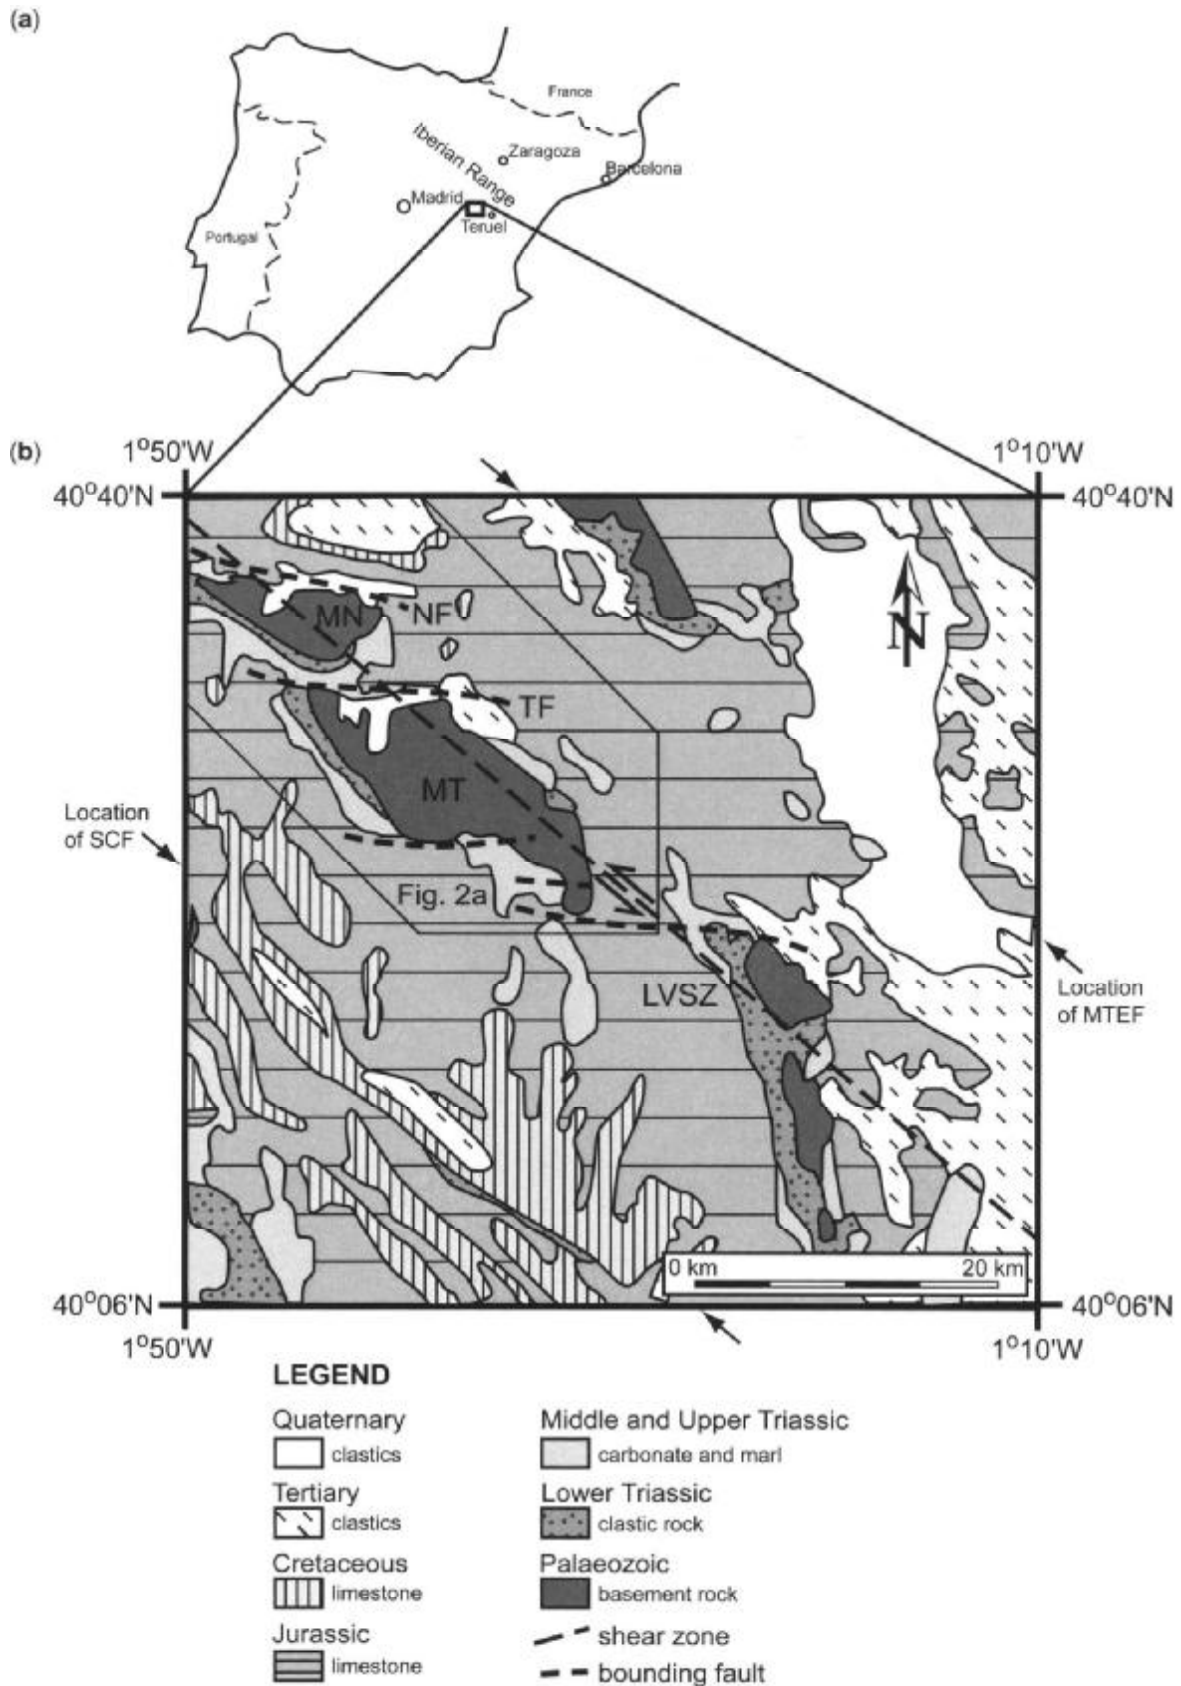 (a)
France
Iberian Range
Zaragoza
Barcelona
Madrid
Teruel
Portugal
(b)
1°50'W
1°10'W
40°40'N
40°40'N
MN
NF
N
TF
MT
Location
of SCF
Fig. 2a
LVSZ
Location
of MTEF
0 km
20 km
40°06'N
40°06'N
1°50'W
1°10'W
LEGEND
Quaternary
clastics
Tertiary
clastics
Cretaceous
limestone
Jurassic
limestone
Middle and Upper Triassic
carbonate and marl
Lower Triassic
clastic rock
Palaeozoic
basement rock
shear zone
bounding fault